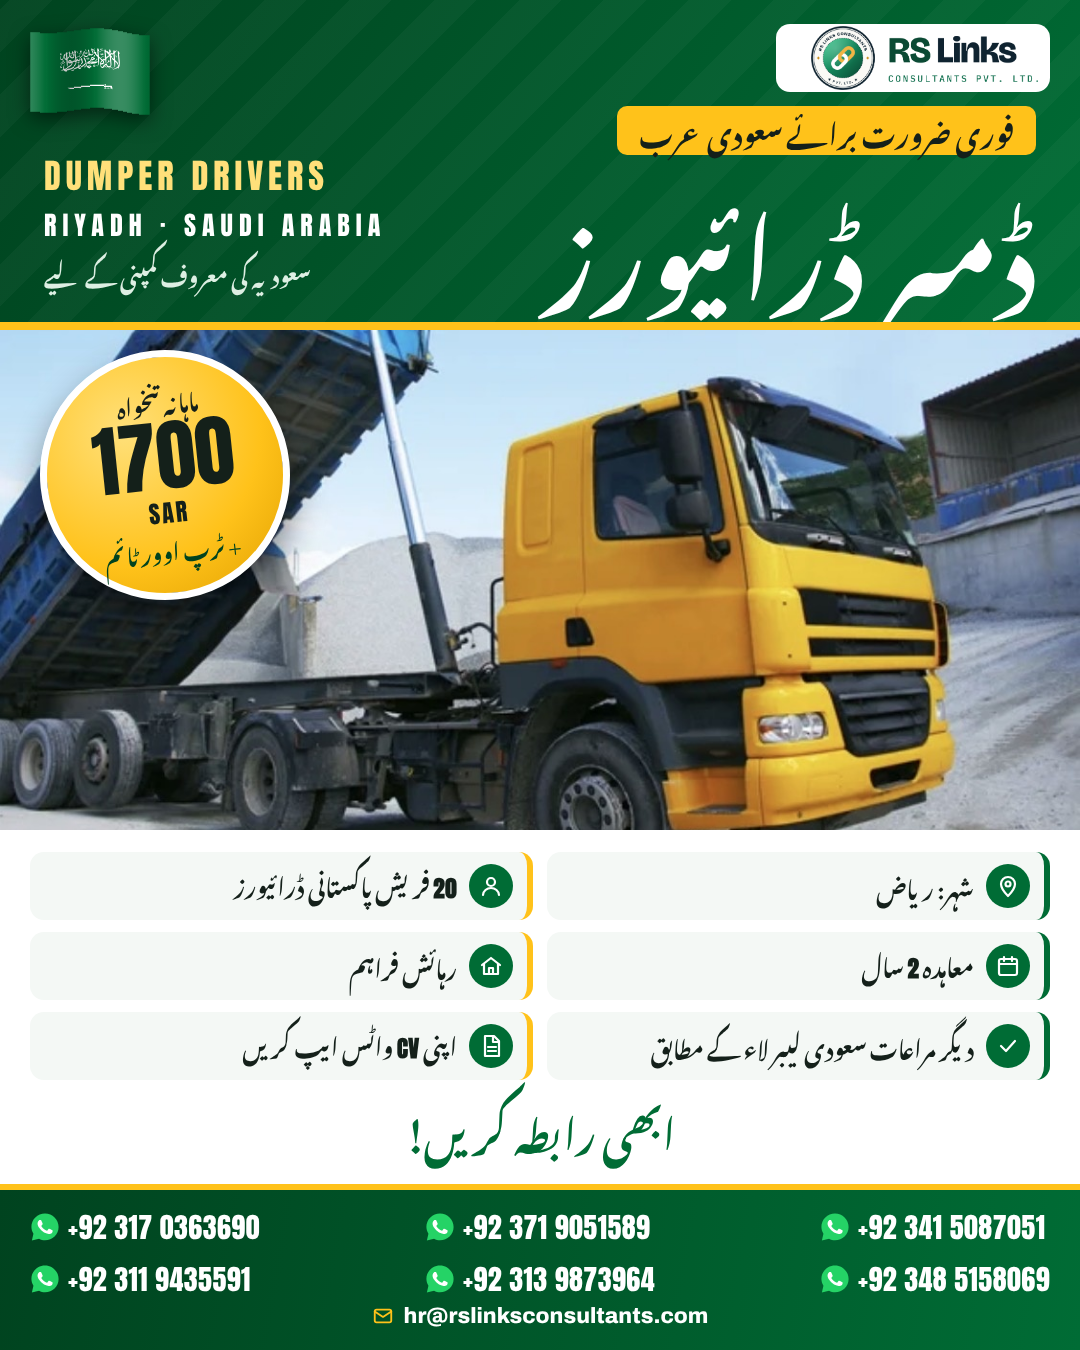 RS Links
CONSULTANTS PVT. LTD.
فوری ضرورت برائے سعودی عرب
DUMPER DRIVERS
RIYADH · SAUDI ARABIA
سعودیہ کی معروف کمپنی کے لیے
ڈمپر ڈرائیورز
ماہانہ تنخواہ
1700
SAR
+ ٹرپ اوور ٹائم
شہر: ریاض
20 فریش پاکستانی ڈرائیورز
معاہدہ 2 سال
رہائش فراہم
دیگر مراعات سعودی لیبر لاء کے مطابق
اپنی CV واٹس ایپ کریں
ابھی رابطہ کریں!
+92 317 0363690
+92 371 9051589
+92 341 5087051
+92 311 9435591
+92 313 9873964
+92 348 5158069
hr@rslinksconsultants.com